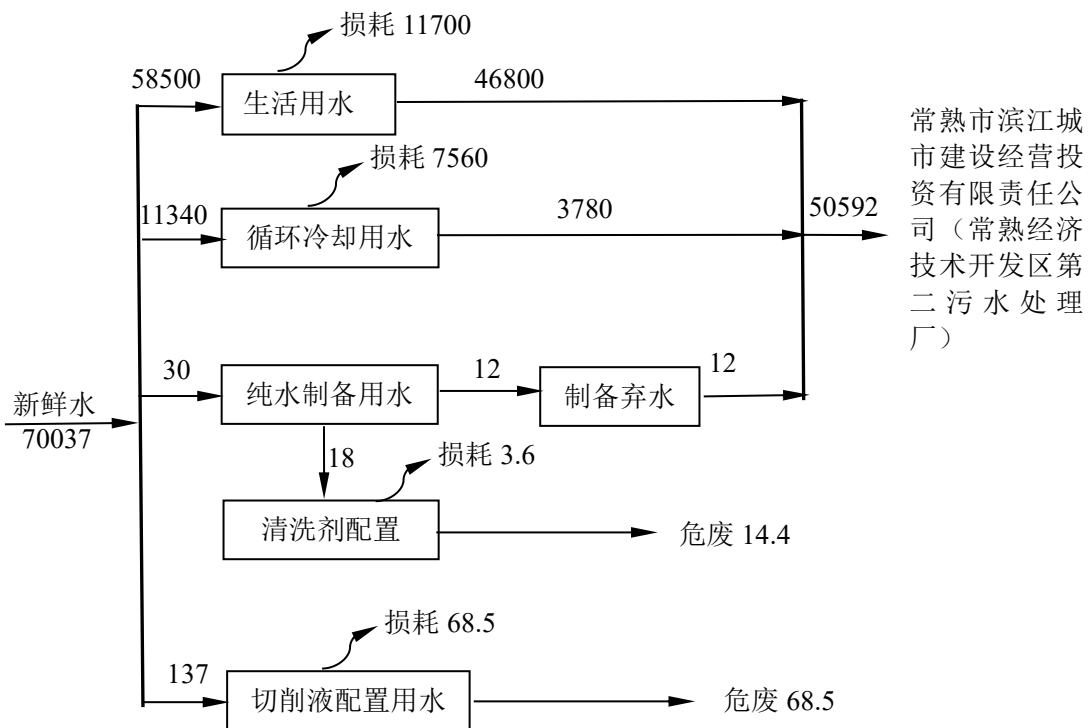 损耗 11700
58500
生活用水
46800
损耗 7560
11340
循环冷却用水
3780
50592
常熟市滨江城
市建设经营投
资有限责任公
司（常熟经济
技术开发区第
二污水处理
厂）
30
纯水制备用水
12
制备弃水
12
新鲜水
70037
18
损耗 3.6
清洗剂配置
危废 14.4
损耗 68.5
137
切削液配置用水
危废 68.5